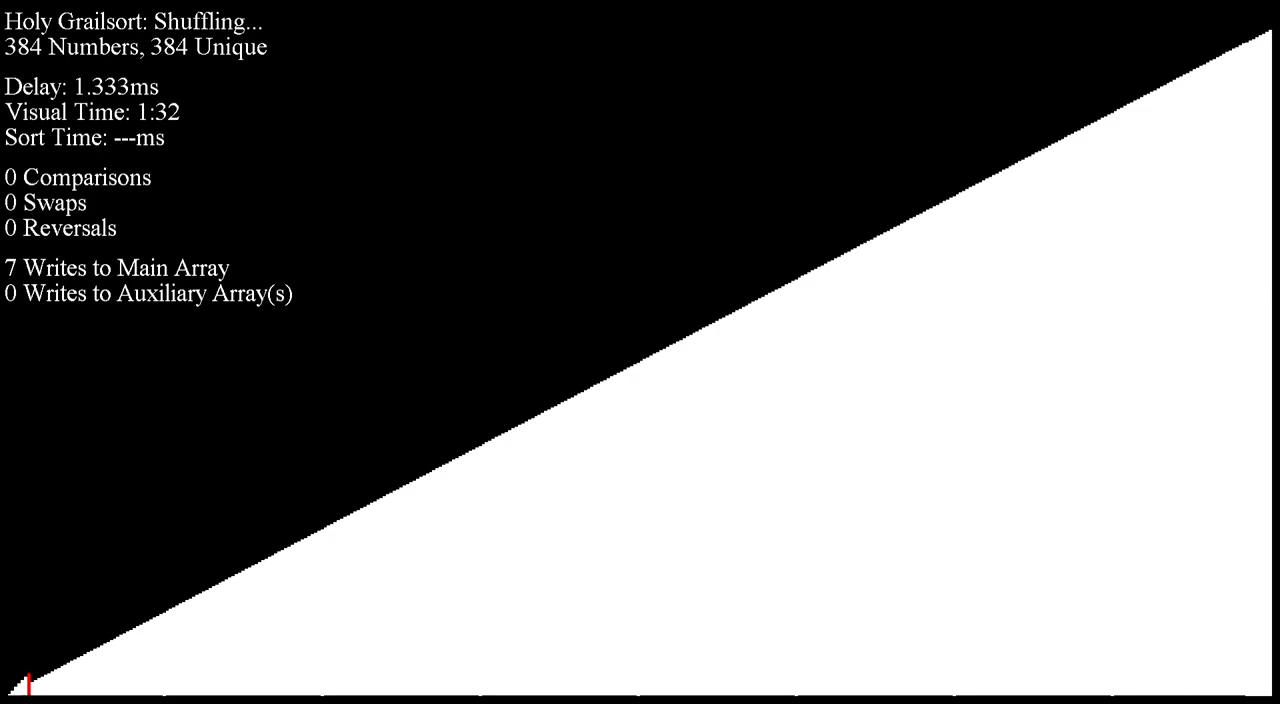 Holy Grailsort: Shuffling...
384 Numbers, 384 Unique
Delay: 1.333ms
Visual Time: 1:32
Sort Time: ---ms
0 Comparisons
0 Swaps
0 Reversals
7 Writes to Main Array
0 Writes to Auxiliary Array(s)